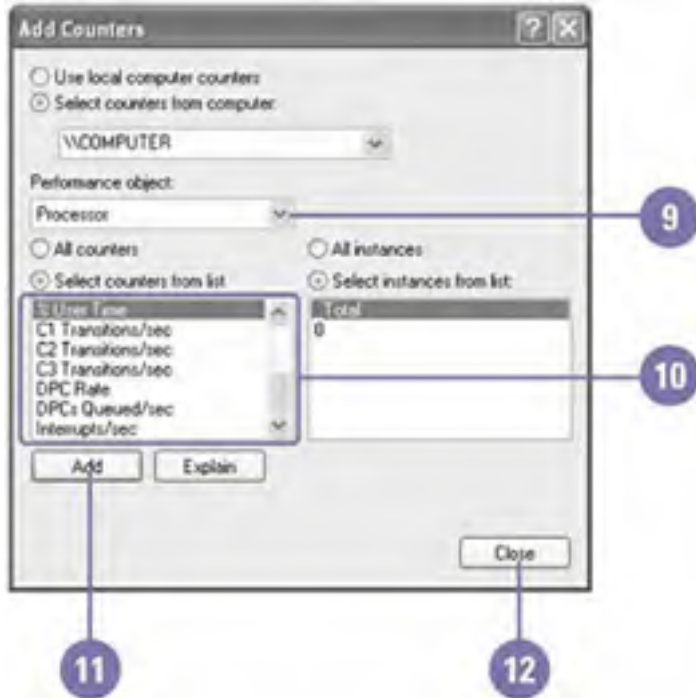 Add Counters
Use local computer counters
Select counters from computer:
\\COMPUTER
Performance object:
Processor
9
All counters
All instances
Select counters from list
Select instances from list:
% User Time
C1 Transitions/sec
C2 Transitions/sec
C3 Transitions/sec
DPC Rate
DPCs Queued/sec
Interrupts/sec
_Total
0
10
Add
Explain
Close
11
12